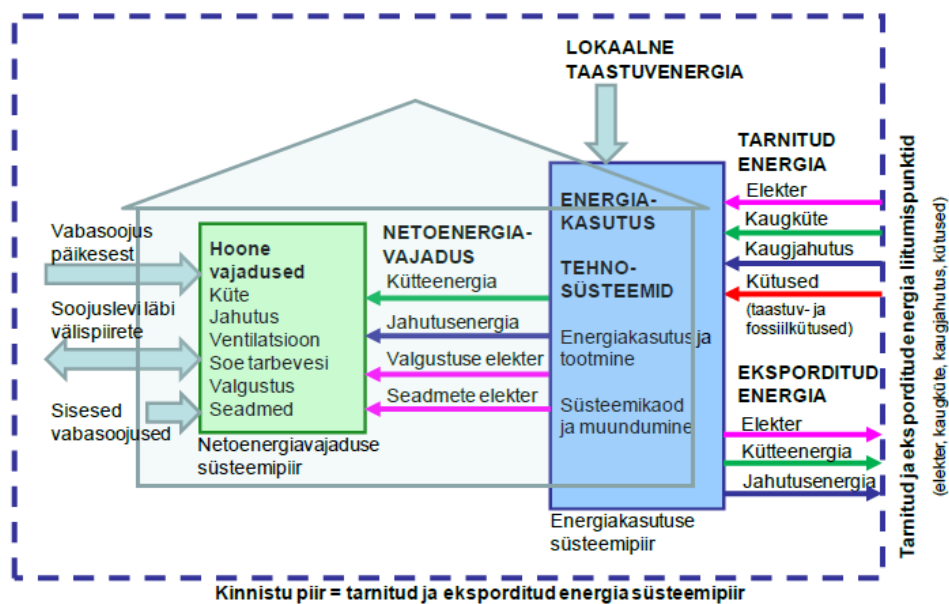 LOKAALNE
TAASTUVENERGIA
Vabasoojus
päikesest
Soojuslevi läbi
välispiirete
Sisesed
vabasoojused
Hoone
vajadused
Küte
Jahutus
Ventilatsioon
Soe tarbevesi
Valgustus
Seadmed
Netoenergiavajaduse
süsteemipiir
NETOENERGIA-
VAJADUS
Kütteenergia
Jahutusenergia
Valgustuse elekter
Seadmete elekter
ENERGIA-
KASUTUS
TEHNO-
SÜSTEEMID
Energiakasutus ja
tootmine
Süsteemikaod
ja muundumine
Energiakasutuse
süsteemipiir
TARNITUD
ENERGIA
Elekter
Kaugküte
Kaugjahutus
Kütused
(taastuv- ja
fossiilkütused)
EKSPORDITUD
ENERGIA
Elekter
Kütteenergia
Jahutusenergia
Tarnitud ja eksporditud energia liitumispunktid
(elekter, kaugküte, kaugjahutus, kütused)
Kinnistu piir = tarnitud ja eksporditud energia süsteemipiir